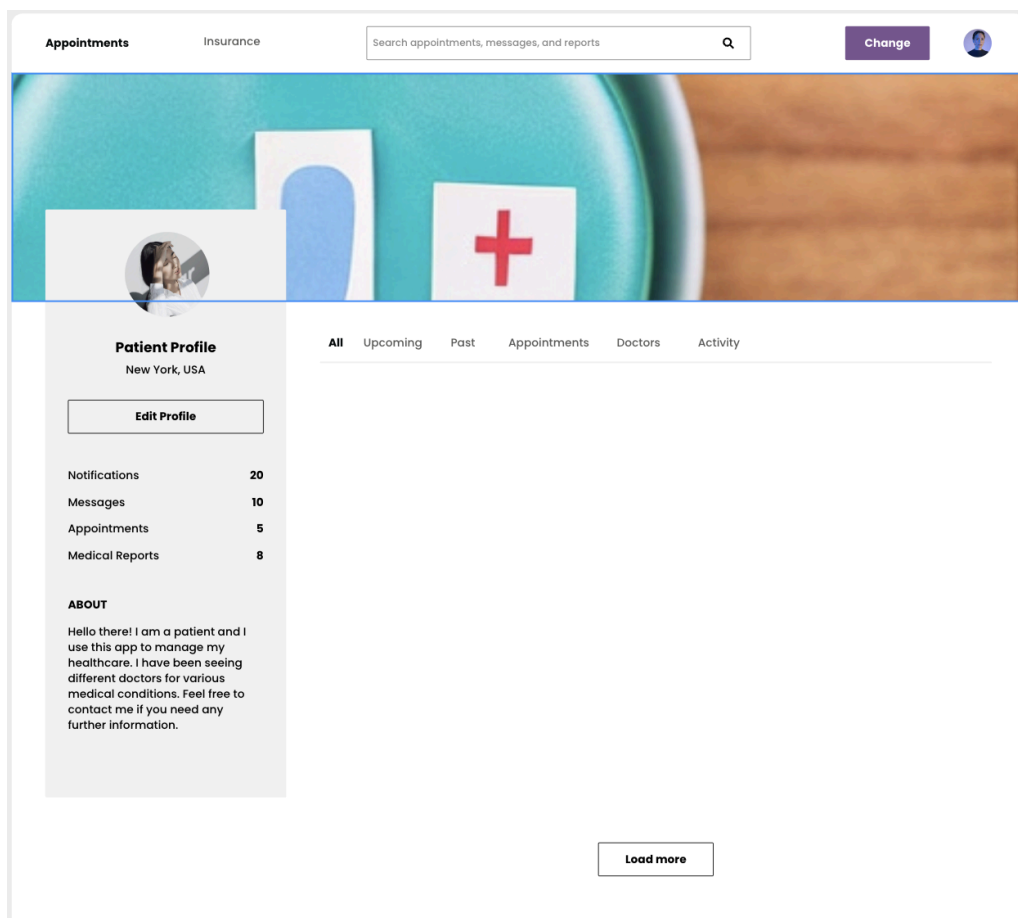 Appointments
Insurance
Search appointments, messages, and reports
Change
All Upcoming Past Appointments Doctors Activity
Patient Profile
New York, USA
Edit Profile
Notifications 20
Messages 10
Appointments 5
Medical Reports 8
ABOUT
Hello there! I am a patient and I
use this app to manage my
healthcare. I have been seeing
different doctors for various
medical conditions. Feel free to
contact me if you need any
further information.
Load more